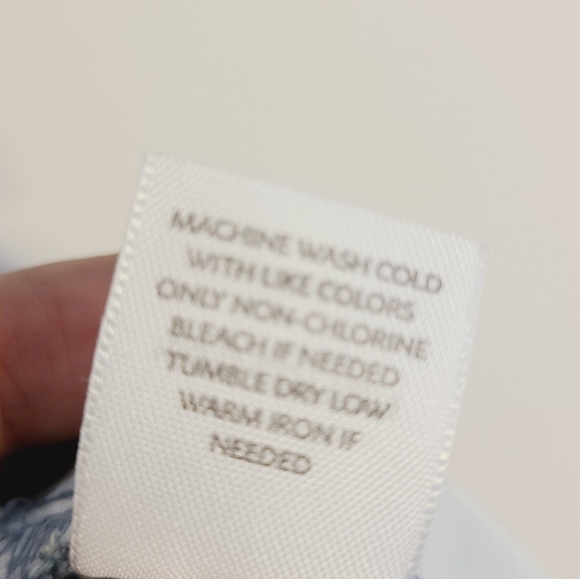 MACHINE WASH COLD
WITH LIKE COLORS
ONLY NON-CHLORINE
BLEACH IF NEEDED
TUMBLE DRY LOW
WARM IRON IF
NEEDED